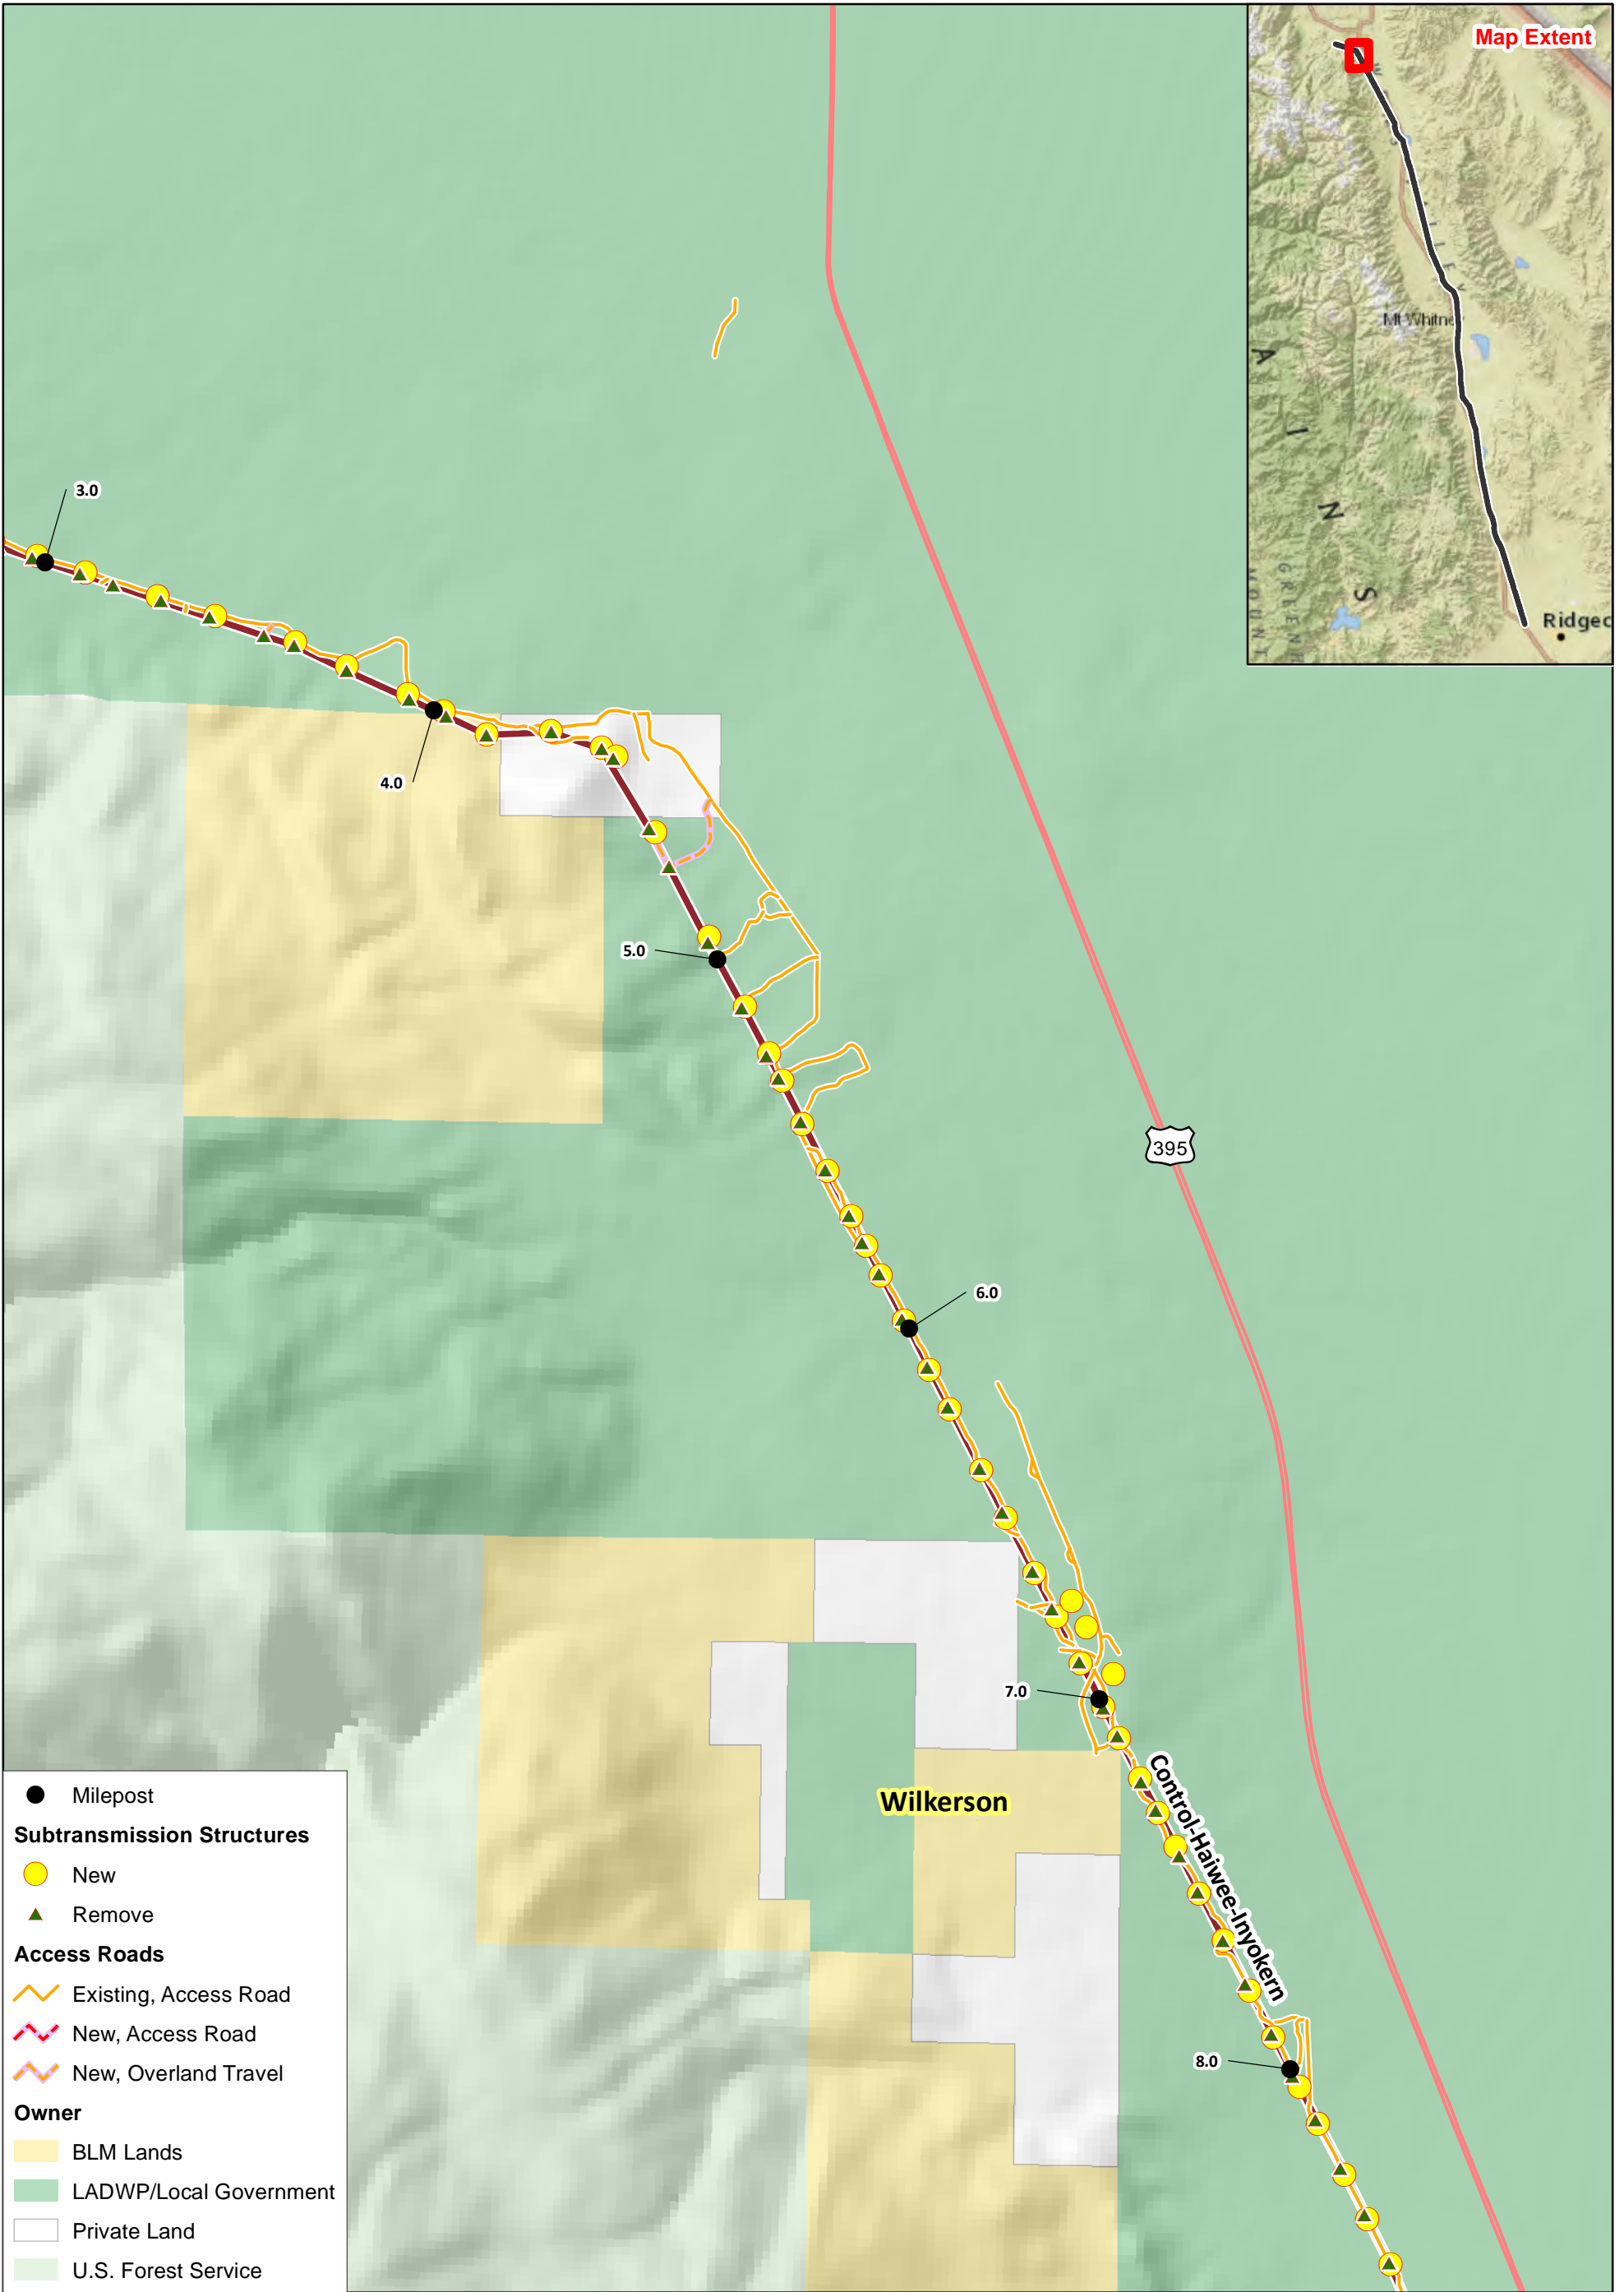 Map Extent
W
L
L
E
Mt Whitne
A
I
N
S
GREEN
M O U N T
Ridgec
3.0
4.0
5.0
395
6.0
7.0
Wilkerson
Control-Haiwee-Inyokern
8.0
Milepost
Subtransmission Structures
New
Remove
Access Roads
Existing, Access Road
New, Access Road
New, Overland Travel
Owner
BLM Lands
LADWP/Local Government
Private Land
U.S. Forest Service